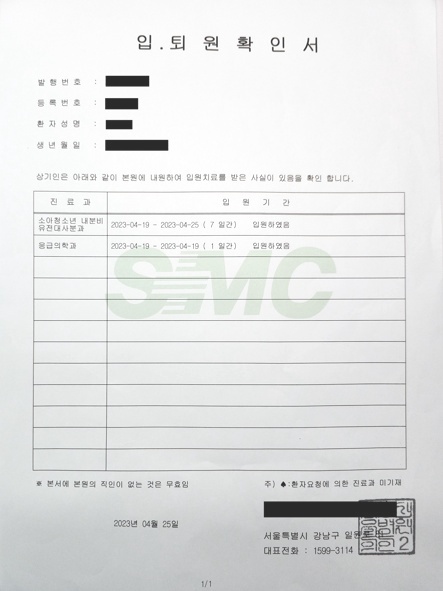 입.퇴 원 확 인 서
발 행 번 호 :
등 록 번 호 :
환 자 성 명 :
생 년 월 일 :
상기인은 아래와 같이 본원에 내원하여 입원치료를 받은 사실이 있음을 확인 합니다.
진 료 과 입 원 기 간
소아청소년 내분비
유전대사분과 2023-04-19 - 2023-04-25 ( 7 일간) 입원하였음
응급의학과 2023-04-19 - 2023-04-19 ( 1 일간) 입원하였음
SMC
※ 본서에 본원의 직인이 없는 것은 무효임 주) ♠:환자요청에 의한 진료과 미기재
2023년 04월 25일
서울특별시 강남구 일원로
대표전화 : 1599-3114
1/1